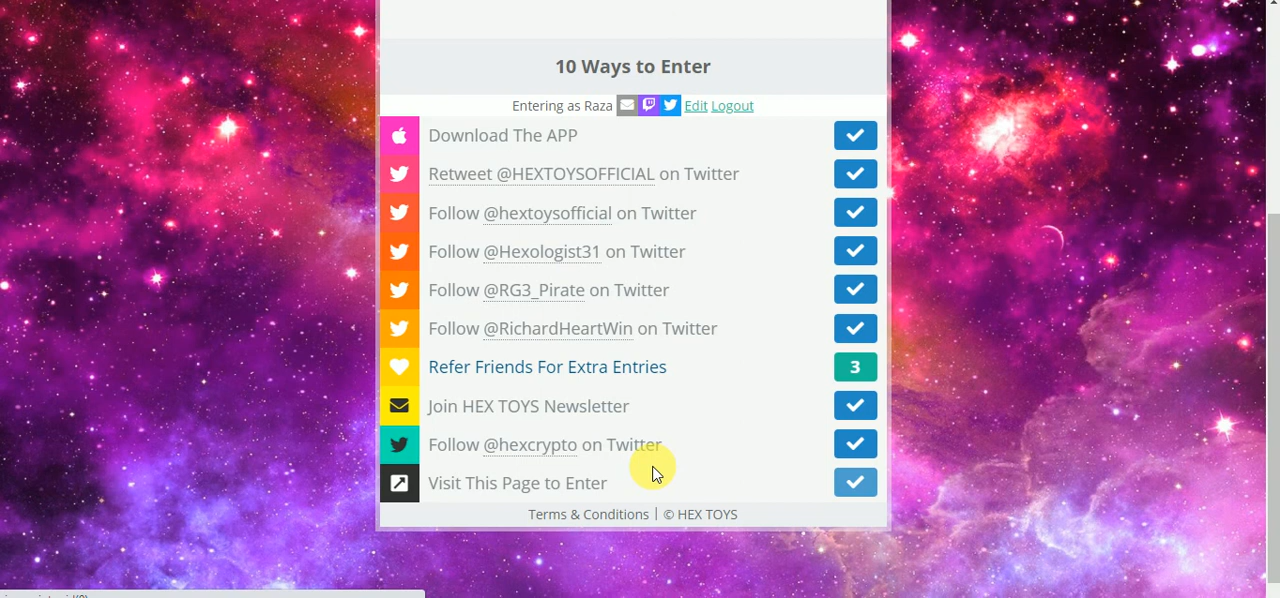 10 Ways to Enter
Entering as Raza Edit Logout
Download The APP
Retweet @HEXTOYSOFFICIAL on Twitter
Follow @hextoysofficial on Twitter
Follow @Hexologist31 on Twitter
Follow @RG3_Pirate on Twitter
Follow @RichardHeartWin on Twitter
Refer Friends For Extra Entries 3
Join HEX TOYS Newsletter
Follow @hexcrypto on Twitter
Visit This Page to Enter
Terms & Conditions | © HEX TOYS